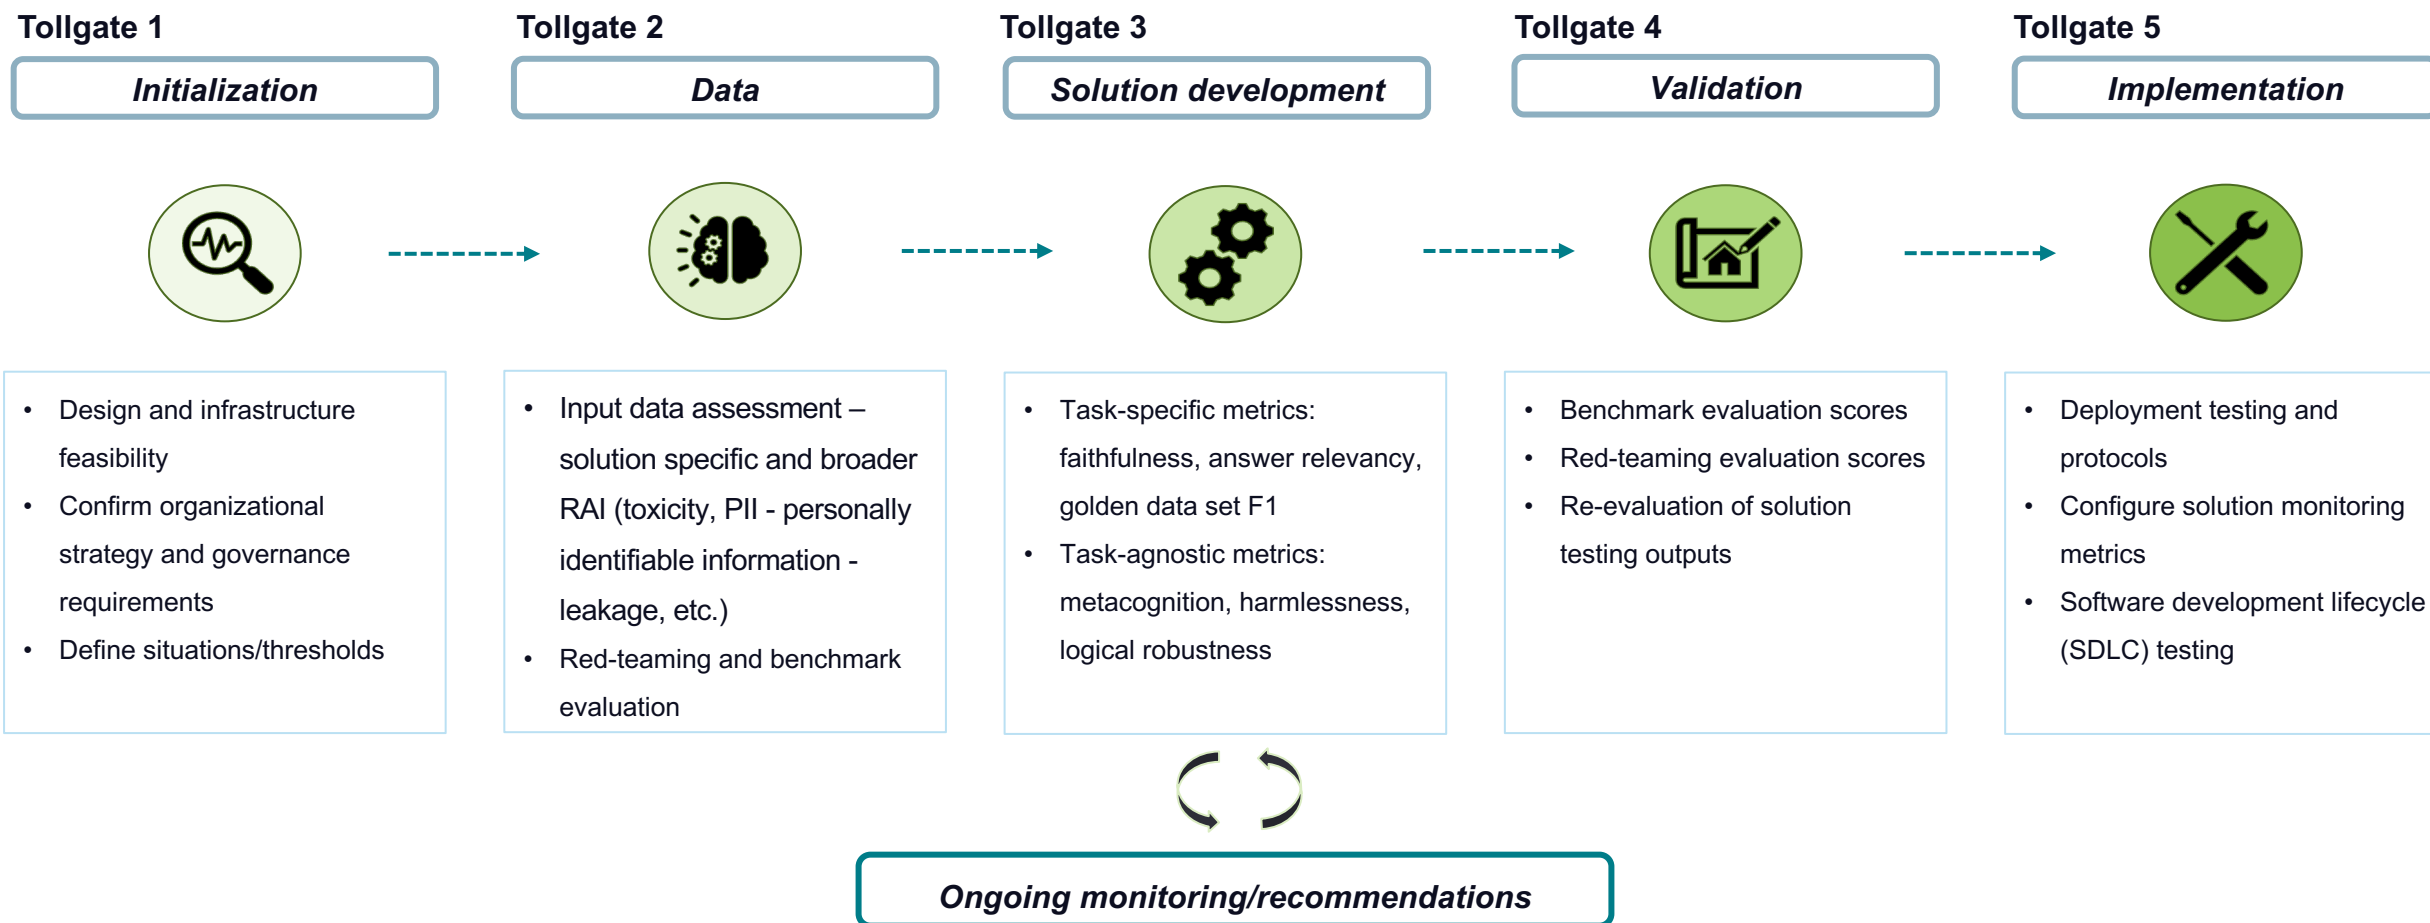 Tollgate 1
Initialization
• Design and infrastructure
feasibility
• Confirm organizational
strategy and governance
requirements
• Define situations/thresholds
Tollgate 2
Data
• Input data assessment –
solution specific and broader
RAI (toxicity, PII - personally
identifiable information -
leakage, etc.)
• Red-teaming and benchmark
evaluation
Tollgate 3
Solution development
• Task-specific metrics:
faithfulness, answer relevancy,
golden data set F1
• Task-agnostic metrics:
metacognition, harmlessness,
logical robustness
Tollgate 4
Validation
• Benchmark evaluation scores
• Red-teaming evaluation scores
• Re-evaluation of solution
testing outputs
Tollgate 5
Implementation
• Deployment testing and
protocols
• Configure solution monitoring
metrics
• Software development lifecycle
(SDLC) testing
Ongoing monitoring/recommendations